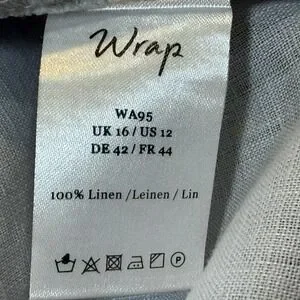 Wrap
WA95
UK 16 / US 12
DE 42 / FR 44
100% Linen /Leinen / Lin
P